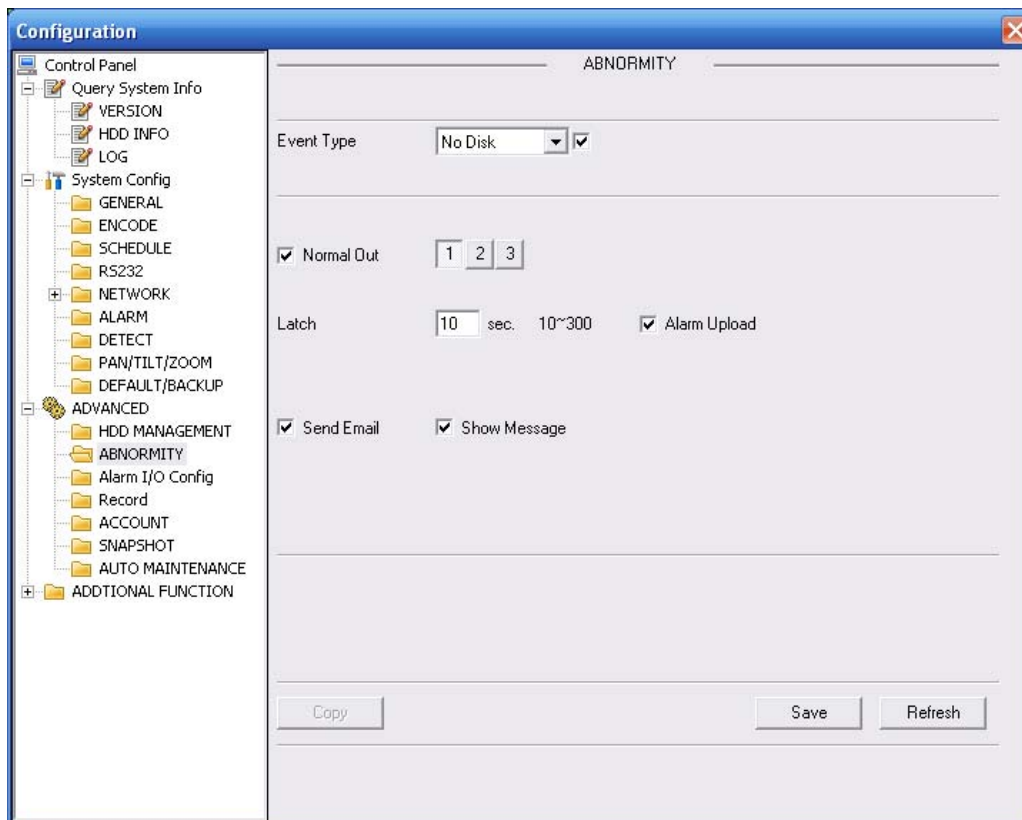 Configuration
Control Panel
Query System Info
VERSION
HDD INFO
LOG
System Config
GENERAL
ENCODE
SCHEDULE
RS232
NETWORK
ALARM
DETECT
PAN/TILT/ZOOM
DEFAULT/BACKUP
ADVANCED
HDD MANAGEMENT
ABNORMITY
Alarm I/O Config
Record
ACCOUNT
SNAPSHOT
AUTO MAINTENANCE
ADDTIONAL FUNCTION
ABNORMITY
Event Type No Disk
Normal Out 1 2 3
Latch 10 sec. 10~300 Alarm Upload
Send Email Show Message
Copy Save Refresh